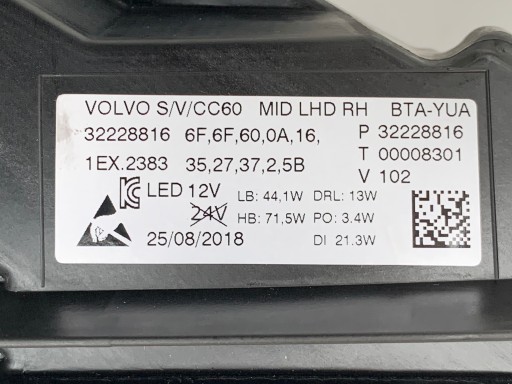 VOLVO S/V/CC60 MID LHD RH BTA-YUA
32228816 6F,6F,60,0A,16, P 32228816
1EX.2383 35,27,37,2,5B T 00008301
V 102
LED 12V LB: 44,1W DRL: 13W
24V HB: 71,5W PO: 3.4W
25/08/2018 DI 21.3W